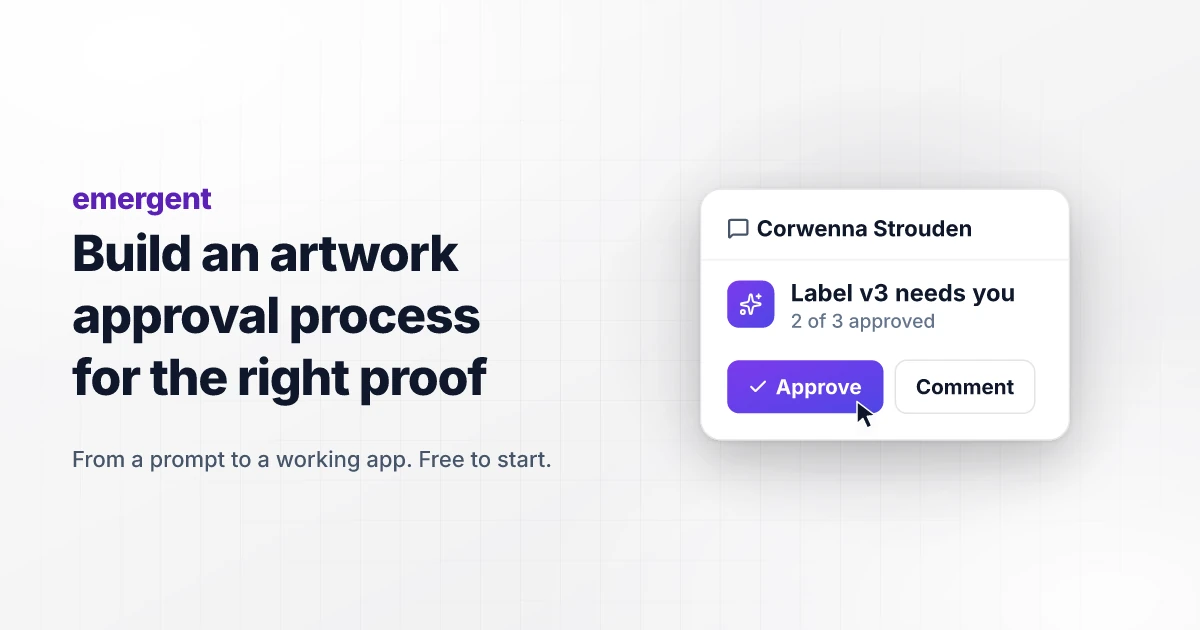 emergent
Build an artwork
approval process
for the right proof
From a prompt to a working app. Free to start.
Corwenna Strouden
Label v3 needs you
2 of 3 approved
Approve
Comment